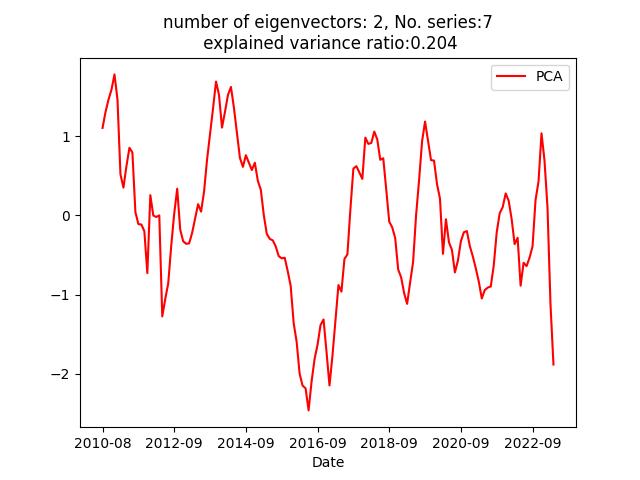 number of eigenvectors: 2, No. series:7
explained variance ratio:0.204
PCA
1
0
−1
−2
2010-08 2012-09 2014-09 2016-09 2018-09 2020-09 2022-09
Date